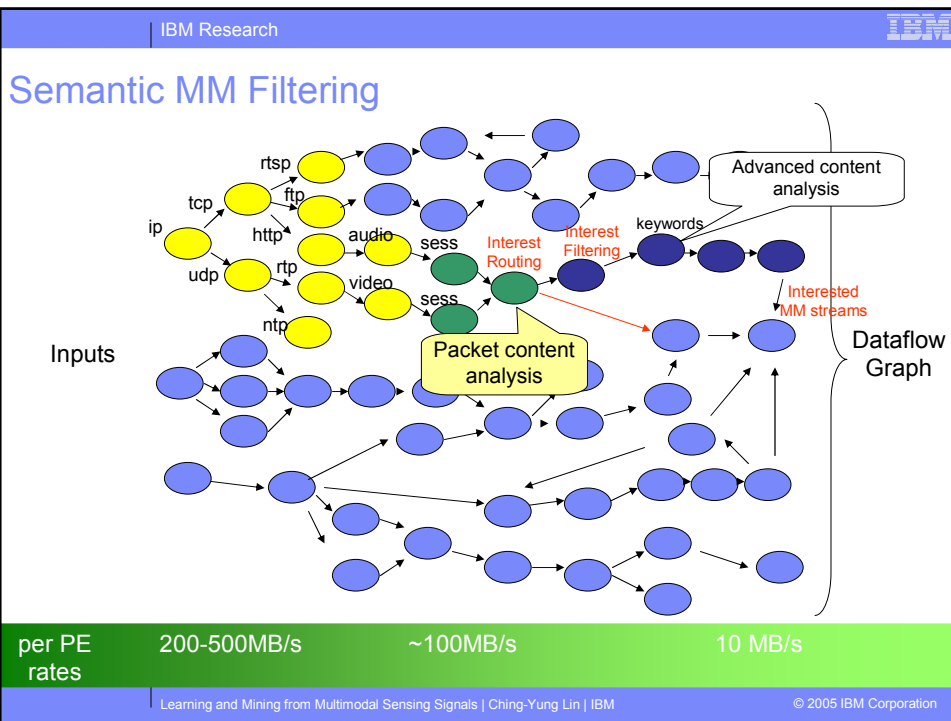 IBM Research
IBM
Semantic MM Filtering
rtsp
Advanced content
analysis
tcp
ftp
ip
http
audio
sess
Interest
Routing
Interest
Filtering
keywords
udp
rtp
video
sess
Interested
MM streams
ntp
Inputs
Packet content
analysis
Dataflow
Graph
per PE
rates
200-500MB/s
~100MB/s
10 MB/s
Learning and Mining from Multimodal Sensing Signals | Ching-Yung Lin | IBM
© 2005 IBM Corporation